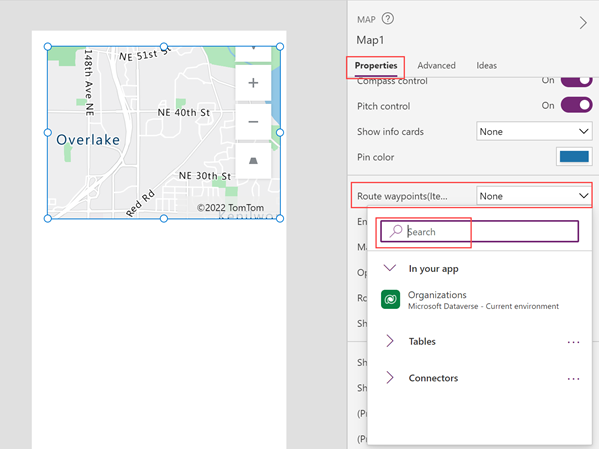 NE 51st St
148th Ave NE
NE 40th St
Overlake
NE 30th St
Red Rd
©2022 TomTom
MAP
Map1
Properties
Advanced
Ideas
Compass control
On
Pitch control
On
Show info cards
None
Pin color
Route waypoints(Ite...
None
Search
In your app
Organizations
Microsoft Dataverse - Current environment
Tables
Connectors
En
Ma
Op
Ro
Sh
Sh
Sh
(Pr
(Pr